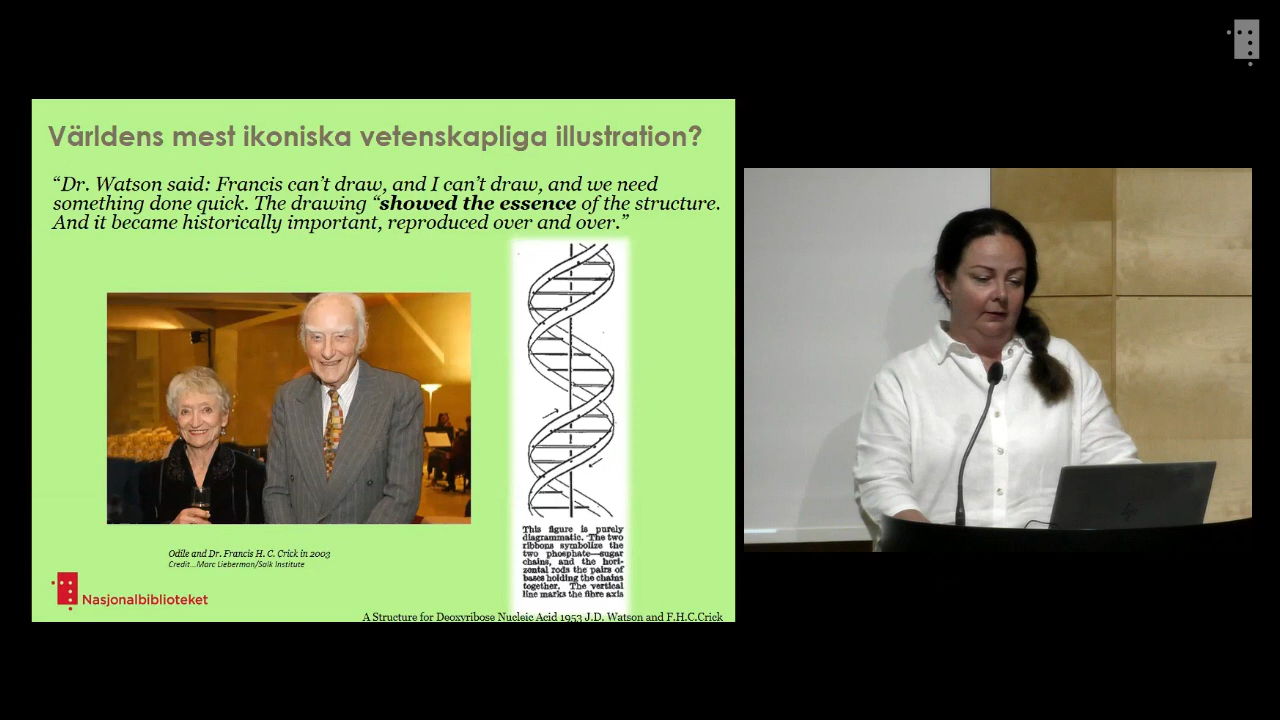 Världens mest ikoniska vetenskapliga illustration?
“Dr. Watson said: Francis can’t draw, and I can’t draw, and we need
something done quick. The drawing “showed the essence of the structure.
And it became historically important, reproduced over and over.”
This figure is purely
diagrammatic. The two
ribbons symbolize the
two phosphate—sugar
chains, and the hori-
zontal rods the pairs of
bases holding the chains
together. The vertical
line marks the fibre axis
Odile and Dr. Francis H. C. Crick in 2003
Credit...Marc Lieberman/Salk Institute
Nasjonalbiblioteket
A Structure for Deoxyribose Nucleic Acid 1953 J.D. Watson and F.H.C.Crick